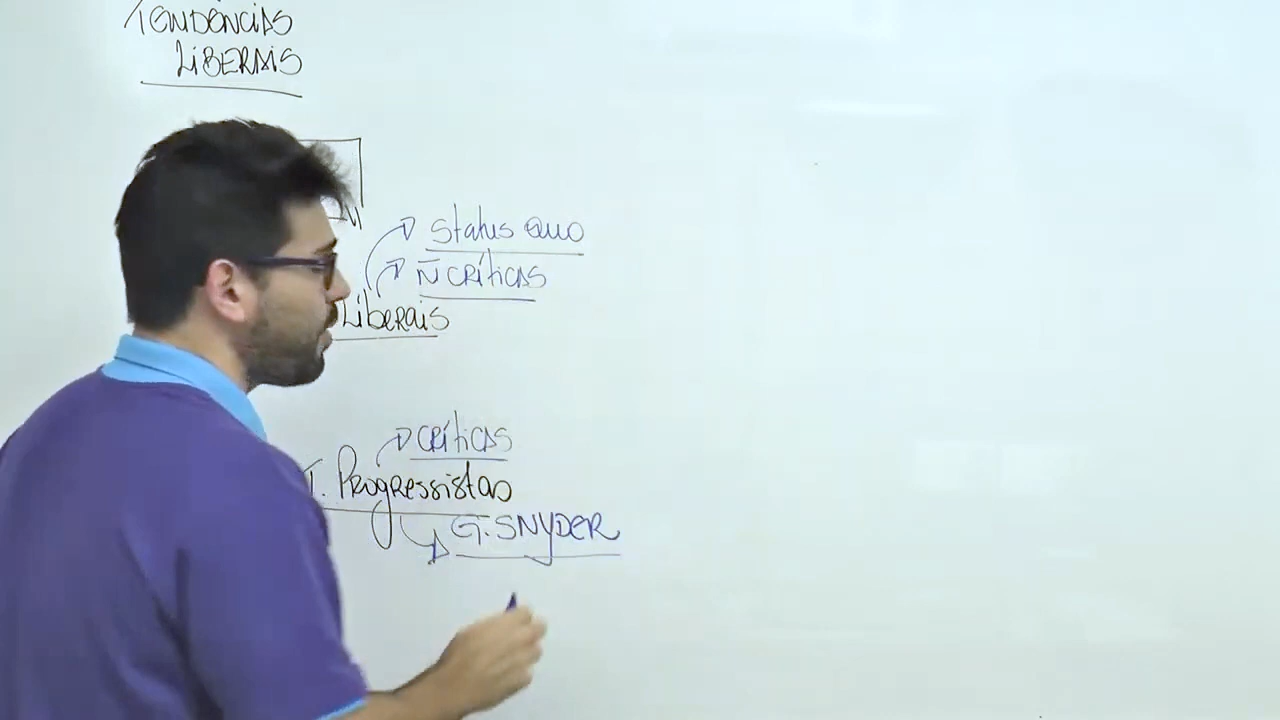 TENDÊNCIAS
LIBERAIS
Status Quo
Ñ CRÍTICAS
Liberais
CRÍTICAS
T. Progressistas
G. SNYDER